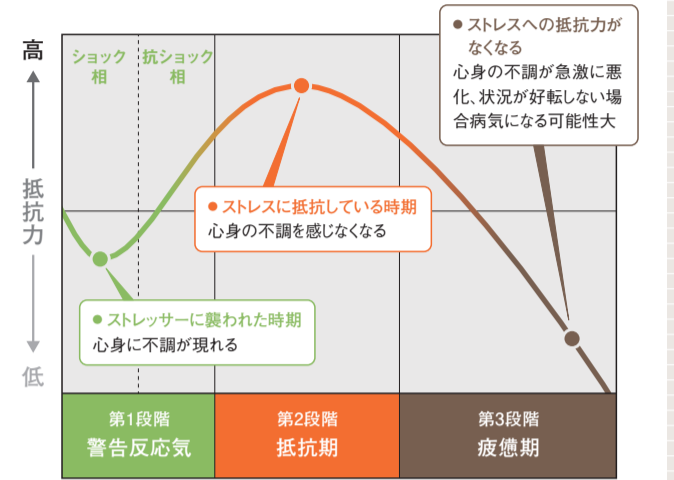 高
抵抗力
低
ショック
相
抗ショック
相
● ストレッサーに襲われた時期
心身に不調が現れる
● ストレスに抵抗している時期
心身の不調を感じなくなる
● ストレスへの抵抗力が
なくなる
心身の不調が急激に悪
化、状況が好転しない場
合病気になる可能性大
第1段階
警告反応気
第2段階
抵抗期
第3段階
疲憊期